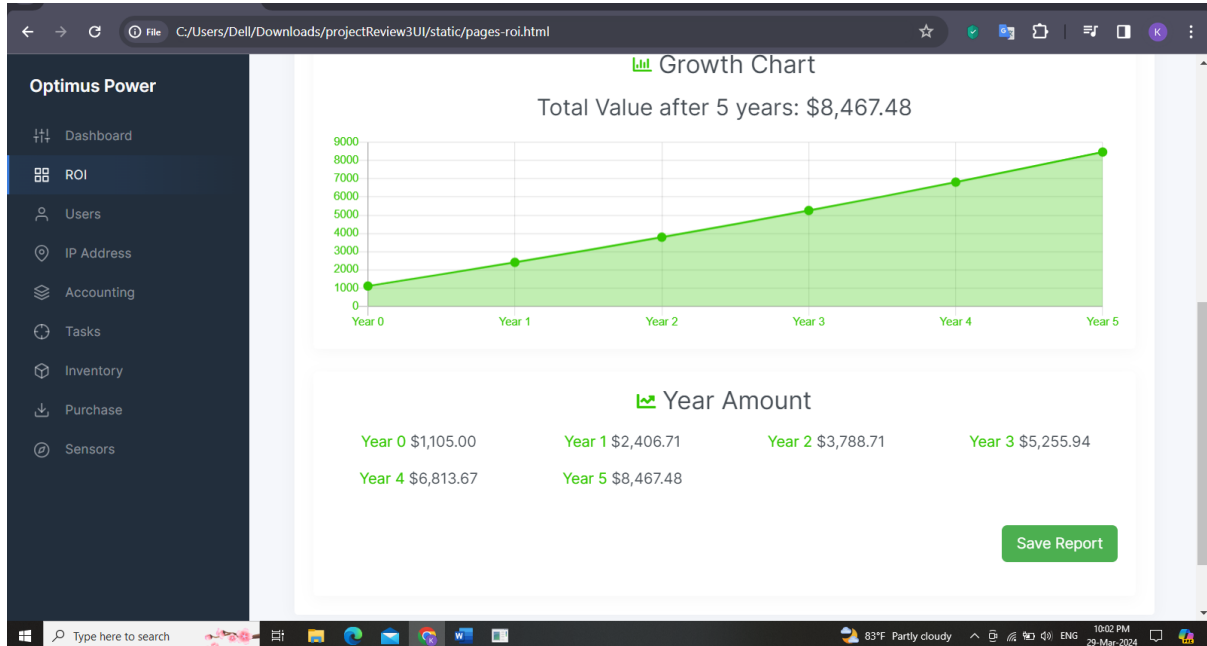 File C:/Users/Dell/Downloads/projectReview3UI/static/pages-roi.html
K
Optimus Power
Dashboard
ROI
Users
IP Address
Accounting
Tasks
Inventory
Purchase
Sensors
Growth Chart
Total Value after 5 years: $8,467.48
9000
8000
7000
6000
5000
4000
3000
2000
1000
0
Year 0 Year 1 Year 2 Year 3 Year 4 Year 5
Year Amount
Year 0 $1,105.00 Year 1 $2,406.71 Year 2 $3,788.71 Year 3 $5,255.94
Year 4 $6,813.67 Year 5 $8,467.48
Save Report
Type here to search
83°F Partly cloudy ENG
10:02 PM
29-Mar-2024